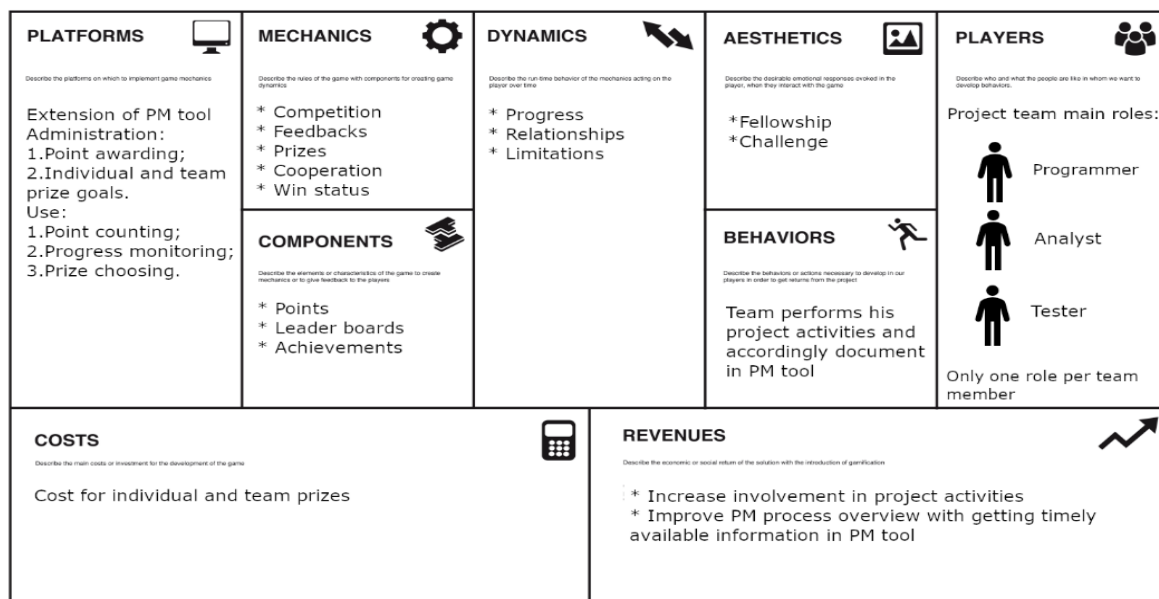 PLATFORMS
Describe the platforms on which to implement game mechanics
Extension of PM tool
Administration:
1.Point awarding;
2.Individual and team
prize goals.
Use:
1.Point counting;
2.Progress monitoring;
3.Prize choosing.
MECHANICS
Describe the rules of the game with components for creating game
dynamics
* Competition
* Feedbacks
* Prizes
* Cooperation
* Win status
COMPONENTS
Describe the elements or characteristics of the game to create
mechanics or to give feedback to the players
* Points
* Leader boards
* Achievements
DYNAMICS
Describe the run-time behavior of the mechanics acting on the
player over time
* Progress
* Relationships
* Limitations
AESTHETICS
Describe the desirable emotional responses evoked in the
player, when they interact with the game
*Fellowship
*Challenge
BEHAVIORS
Describe the behaviors or actions necessary to develop in our
players in order to get returns from the project
Team performs his
project activities and
accordingly document
in PM tool
PLAYERS
Describe who and what the people are like in whom we want to
develop behaviors.
Project team main roles:
Programmer
Analyst
Tester
Only one role per team
member
COSTS
Describe the main costs or investment for the development of the game
Cost for individual and team prizes
REVENUES
Describe the economic or social return of the solution with the introduction of gamification
* Increase involvement in project activities
* Improve PM process overview with getting timely
available information in PM tool